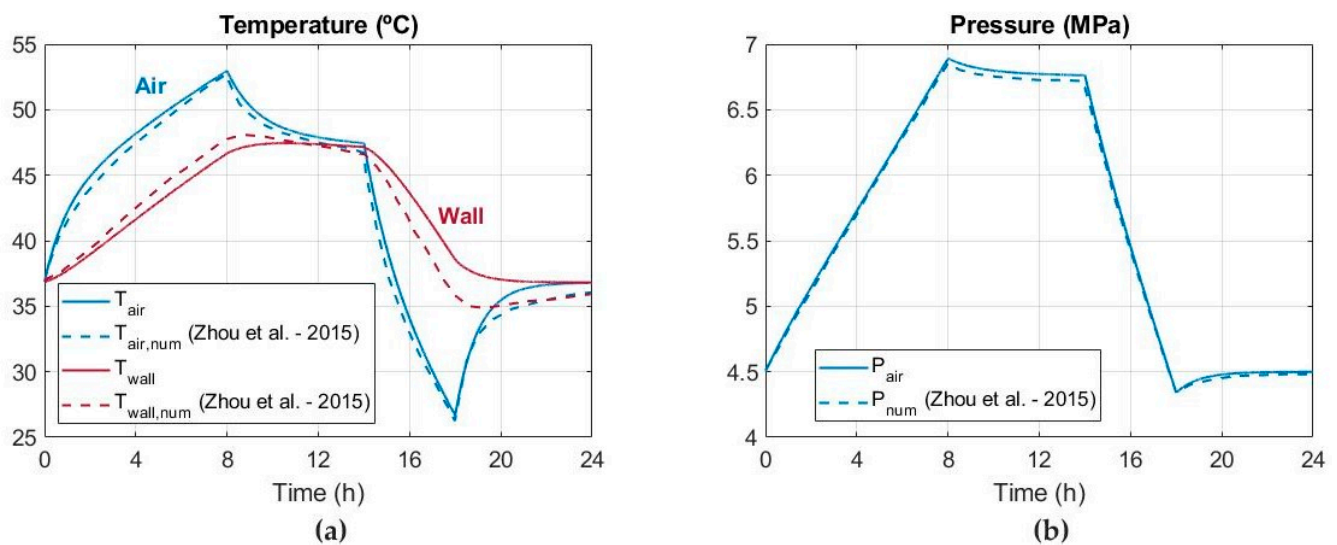 Temperature (ºC)
55
50
45
40
35
30
25
Air
Wall
T_air
T_air,num (Zhou et al. - 2015)
T_wall
T_wall,num (Zhou et al. - 2015)
0 4 8 12 16 20 24
Time (h)
(a)
Pressure (MPa)
7
6.5
6
5.5
5
4.5
4
P_air
P_num (Zhou et al. - 2015)
0 4 8 12 16 20 24
Time (h)
(b)